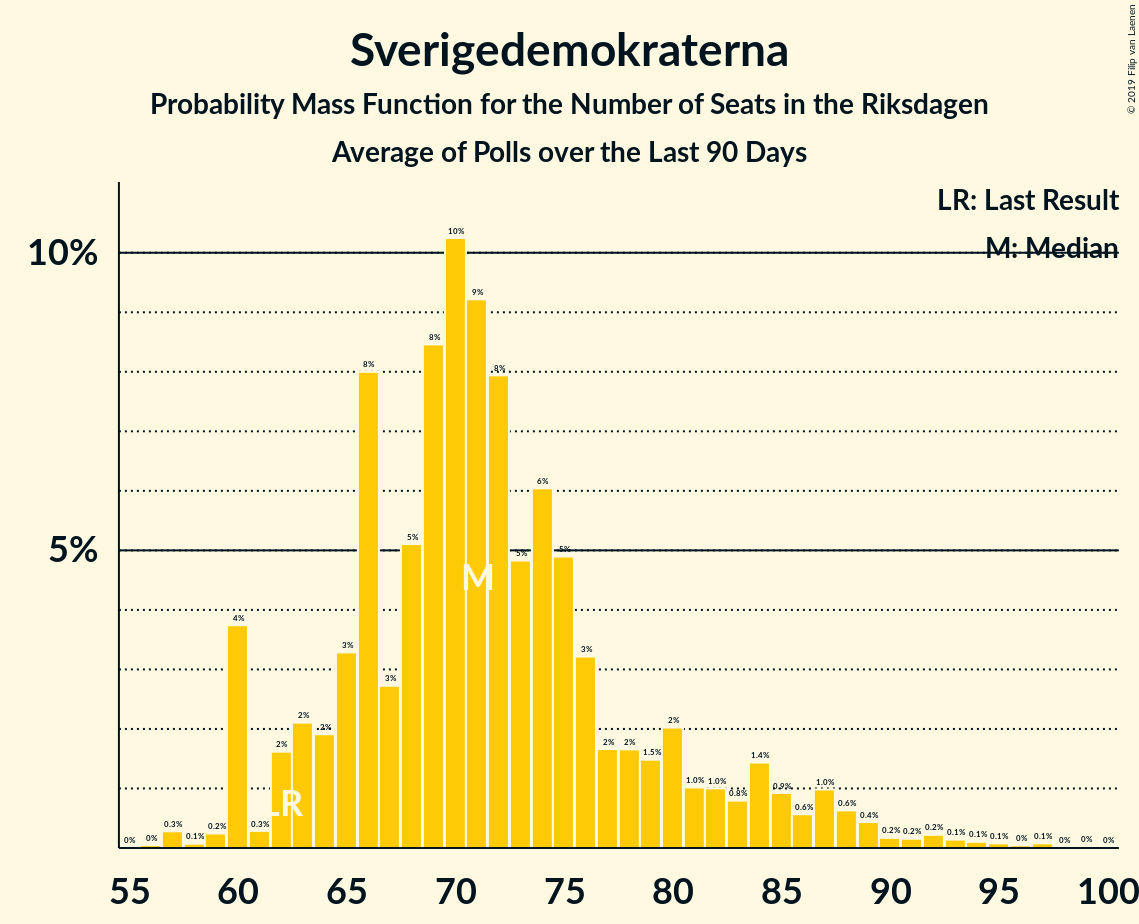 Sverigedemokraterna
Probability Mass Function for the Number of Seats in the Riksdagen
Average of Polls over the Last 90 Days
© 2019 Filip van Laenen
LR: Last Result
M: Median
10%
5%
0% 0% 0.3% 0.1% 0.2% 4% 0.3% 2% 2% 2% 3% 8% 3% 5% 8% 10% 9% 8% 5% 6% 5% 3% 2% 2% 1.5% 2% 1.0% 1.0% 0.8% 1.4% 0.9% 0.6% 1.0% 0.6% 0.4% 0.2% 0.2% 0.2% 0.1% 0.1% 0.1% 0% 0.1% 0% 0% 0%
LR
M
55 60 65 70 75 80 85 90 95 100